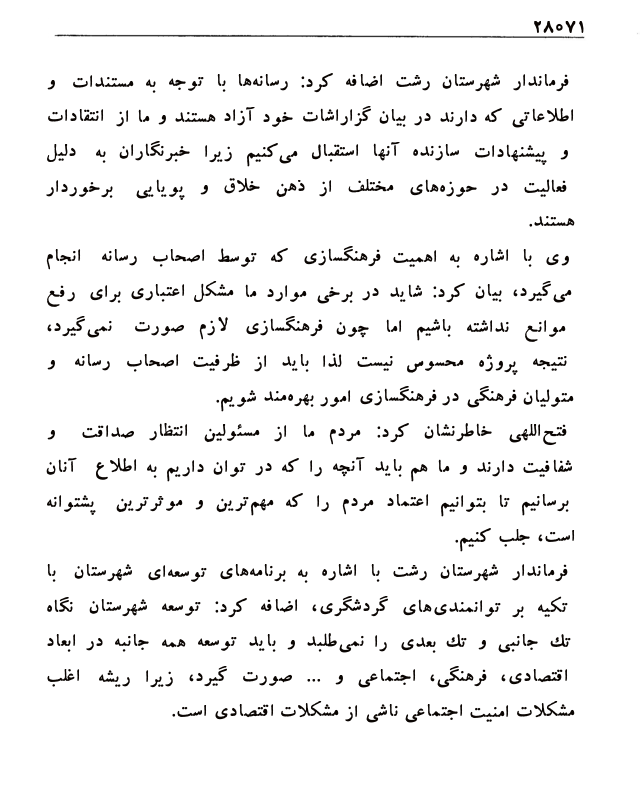 ۲۸۰۷۱
فرماندار شهرستان رشت اضافه کرد: رسانه‌ها با توجه به مستندات و
اطلاعاتی که دارند در بیان گزاراشات خود آزاد هستند و ما از انتقادات
و پیشنهادات سازنده آنها استقبال می‌کنیم زیرا خبرنگاران به دلیل
فعالیت در حوزه‌های مختلف از ذهن خلاق و پویایی برخوردار
هستند.
وی با اشاره به اهمیت فرهنگسازی که توسط اصحاب رسانه انجام
می‌گیرد، بیان کرد: شاید در برخی موارد ما مشکل اعتباری برای رفع
موانع نداشته باشیم اما چون فرهنگسازی لازم صورت نمی‌گیرد،
نتیجه پروژه محسوس نیست لذا باید از ظرفیت اصحاب رسانه و
متولیان فرهنگی در فرهنگسازی امور بهره‌مند شویم.
فتح‌اللهی خاطرنشان کرد: مردم ما از مسئولین انتظار صداقت و
شفافیت دارند و ما هم باید آنچه را که در توان داریم به اطلاع آنان
برسانیم تا بتوانیم اعتماد مردم را که مهم‌ترین و موثرترین پشتوانه
است، جلب کنیم.
فرماندار شهرستان رشت با اشاره به برنامه‌های توسعه‌ای شهرستان با
تکیه بر توانمندی‌های گردشگری، اضافه کرد: توسعه شهرستان نگاه
تك جانبی و تك بعدی را نمی‌طلبد و باید توسعه همه جانبه در ابعاد
اقتصادی، فرهنگی، اجتماعی و ... صورت گیرد، زیرا ریشه اغلب
مشکلات امنیت اجتماعی ناشی از مشکلات اقتصادی است.